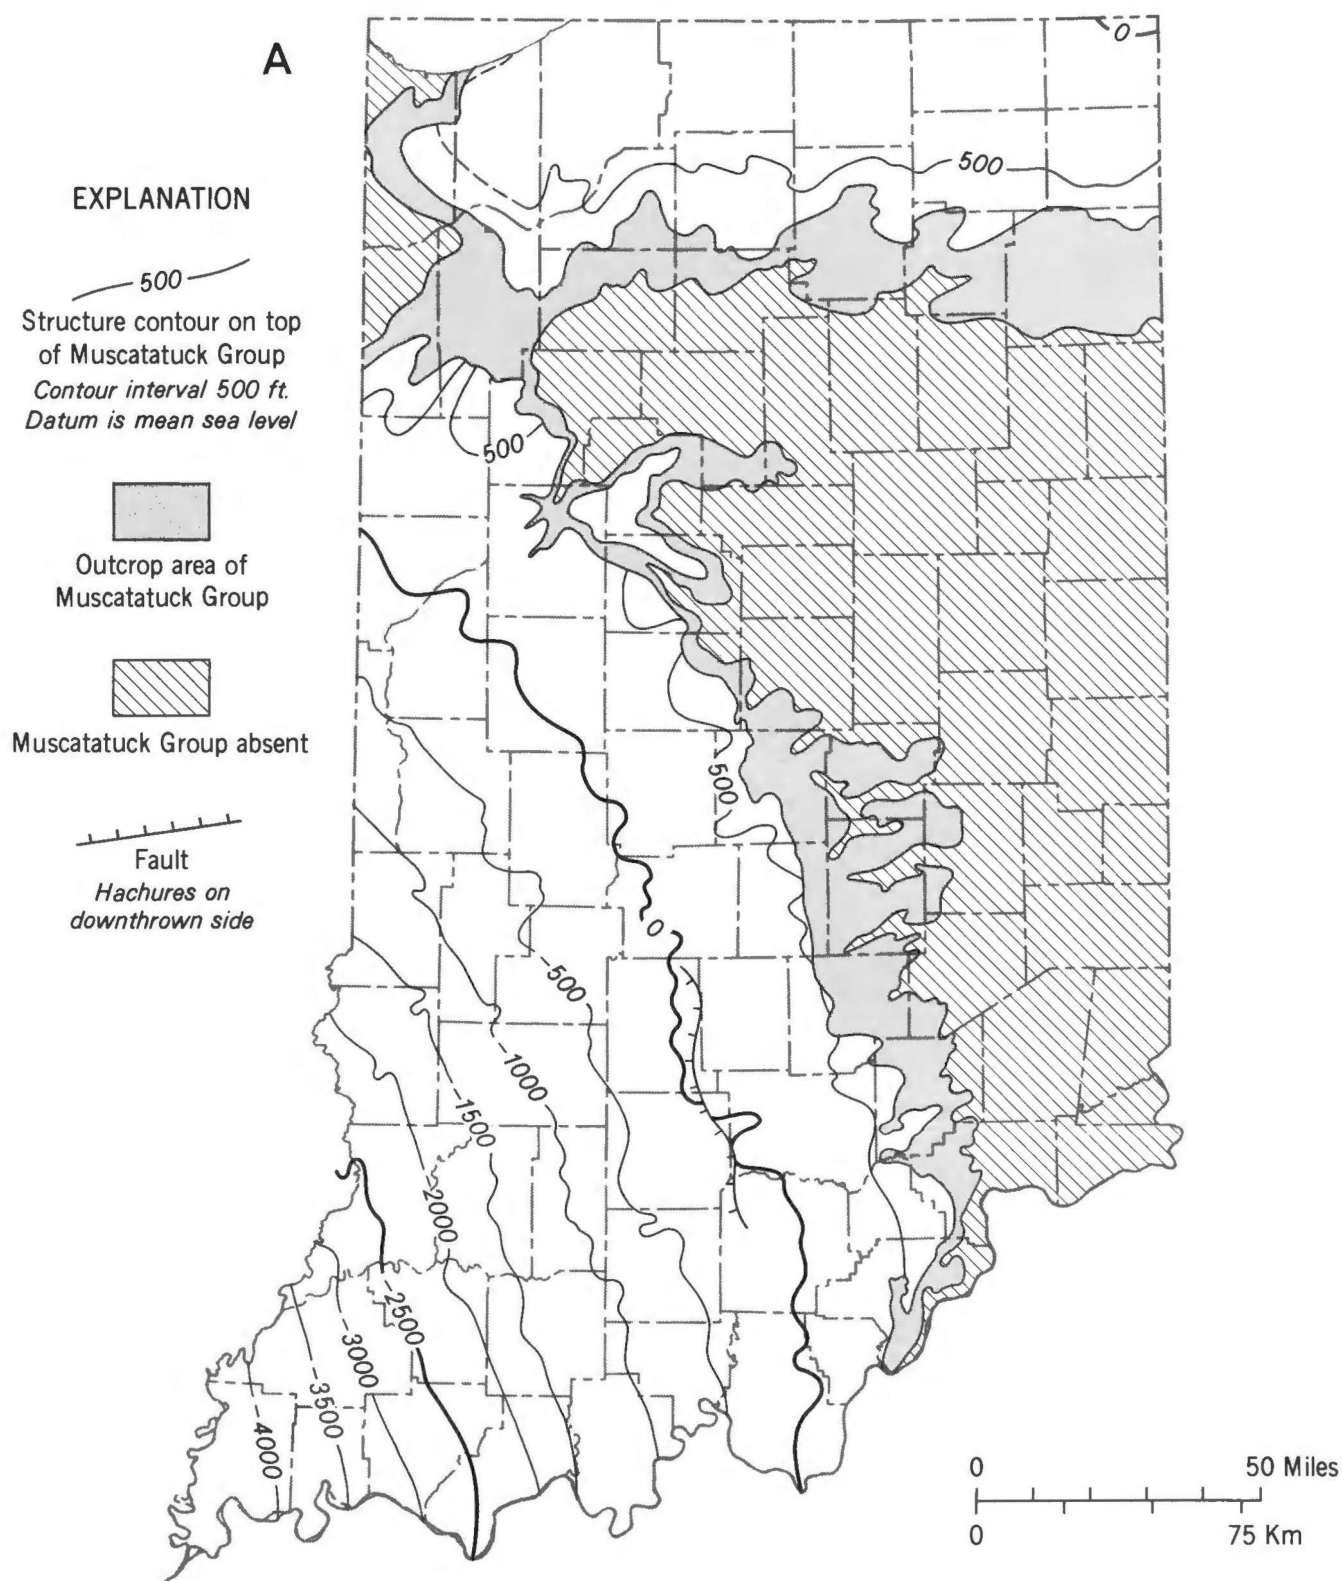 A
EXPLANATION
500
Structure contour on top
of Muscatatuck Group
Contour interval 500 ft.
Datum is mean sea level
Outcrop area of
Muscatatuck Group
Muscatatuck Group absent
Fault
Hachures on
downthrown side
0
500
500
500
0
-500
-1000
-1500
-2000
-2500
-3000
-3500
-4000
0 50 Miles
0 75 Km